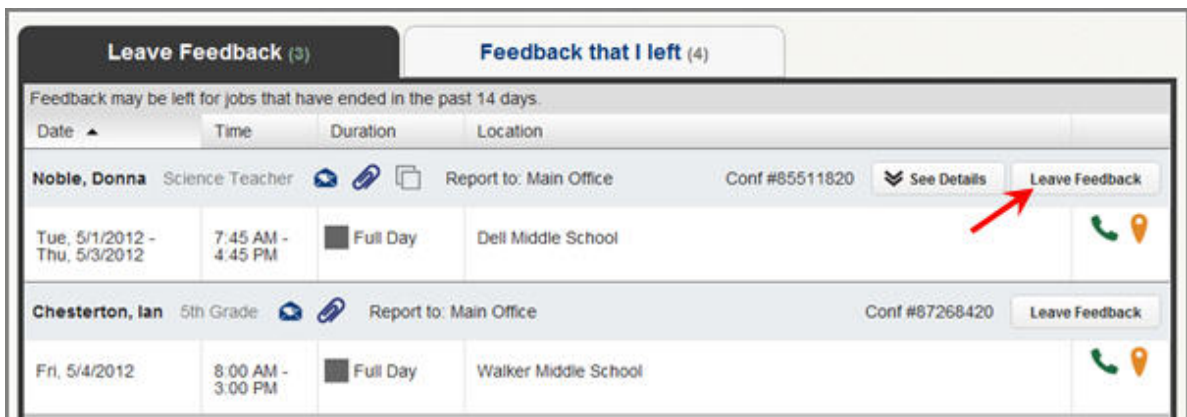 Leave Feedback (3) Feedback that I left (4)
Feedback may be left for jobs that have ended in the past 14 days.
Date Time Duration Location
Noble, Donna Science Teacher Report to: Main Office Conf #85511820 See Details Leave Feedback
Tue, 5/1/2012 - 7:45 AM - Full Day Dell Middle School
Thu, 5/3/2012 4:45 PM
Chesterton, Ian 5th Grade Report to: Main Office Conf #87268420 Leave Feedback
Fri, 5/4/2012 8:00 AM - Full Day Walker Middle School
3:00 PM